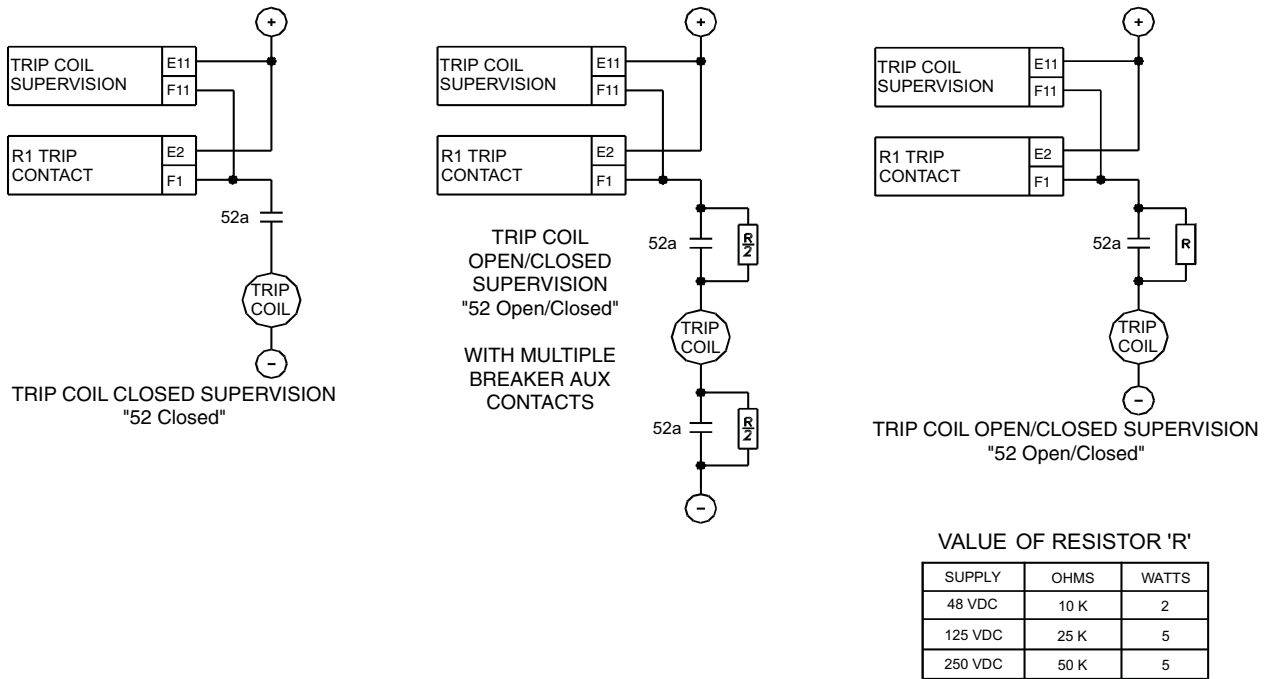 +
TRIP COIL
SUPERVISION
E11
F11
R1 TRIP
CONTACT
E2
F1
52a
TRIP
COIL
-
TRIP COIL CLOSED SUPERVISION
"52 Closed"
+
TRIP COIL
SUPERVISION
E11
F11
R1 TRIP
CONTACT
E2
F1
TRIP COIL
OPEN/CLOSED
SUPERVISION
"52 Open/Closed"
WITH MULTIPLE
BREAKER AUX
CONTACTS
52a
R
2
TRIP
COIL
52a
R
2
-
+
TRIP COIL
SUPERVISION
E11
F11
R1 TRIP
CONTACT
E2
F1
52a
R
TRIP
COIL
-
TRIP COIL OPEN/CLOSED SUPERVISION
"52 Open/Closed"
VALUE OF RESISTOR 'R'
SUPPLY OHMS WATTS
48 VDC 10 K 2
125 VDC 25 K 5
250 VDC 50 K 5